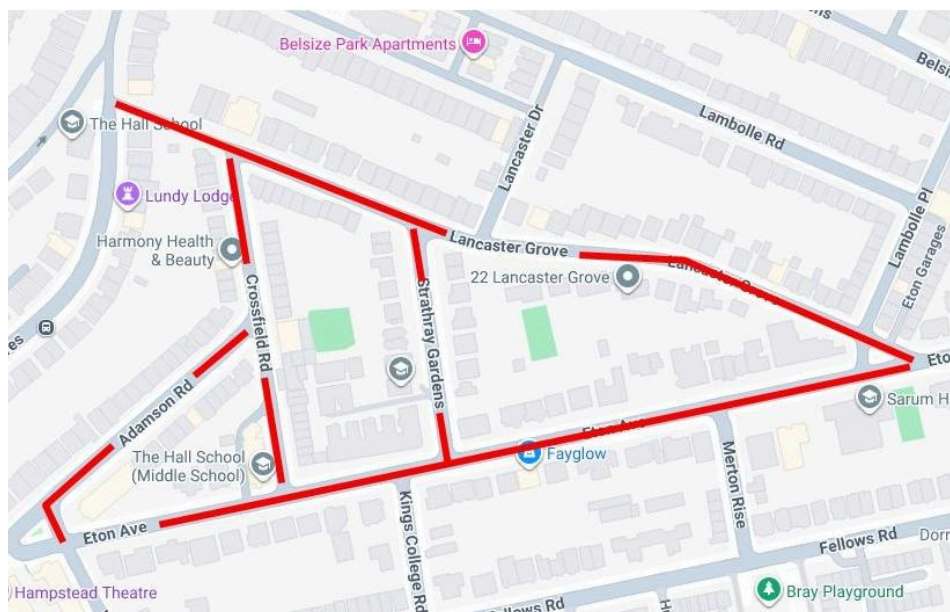 Belsize Park Apartments
Belsiz
The Hall School
Lancaster Dr
Lambolle Rd
Lundy Lodge
Lambolle Pl
Harmony Health
& Beauty
Lancaster Grove
22 Lancaster Grove
Lancaster Grove
Eton Garages
Crossfield Rd
Strathray Gardens
es
Eto
Adamson Rd
Sarum H
Eton Ave
The Hall School
(Middle School)
Fayglow
Merton Rise
Eton Ave
Kings College Rd
Fellows Rd
Dorr
Hampstead Theatre
Bray Playground
Fellows Rd